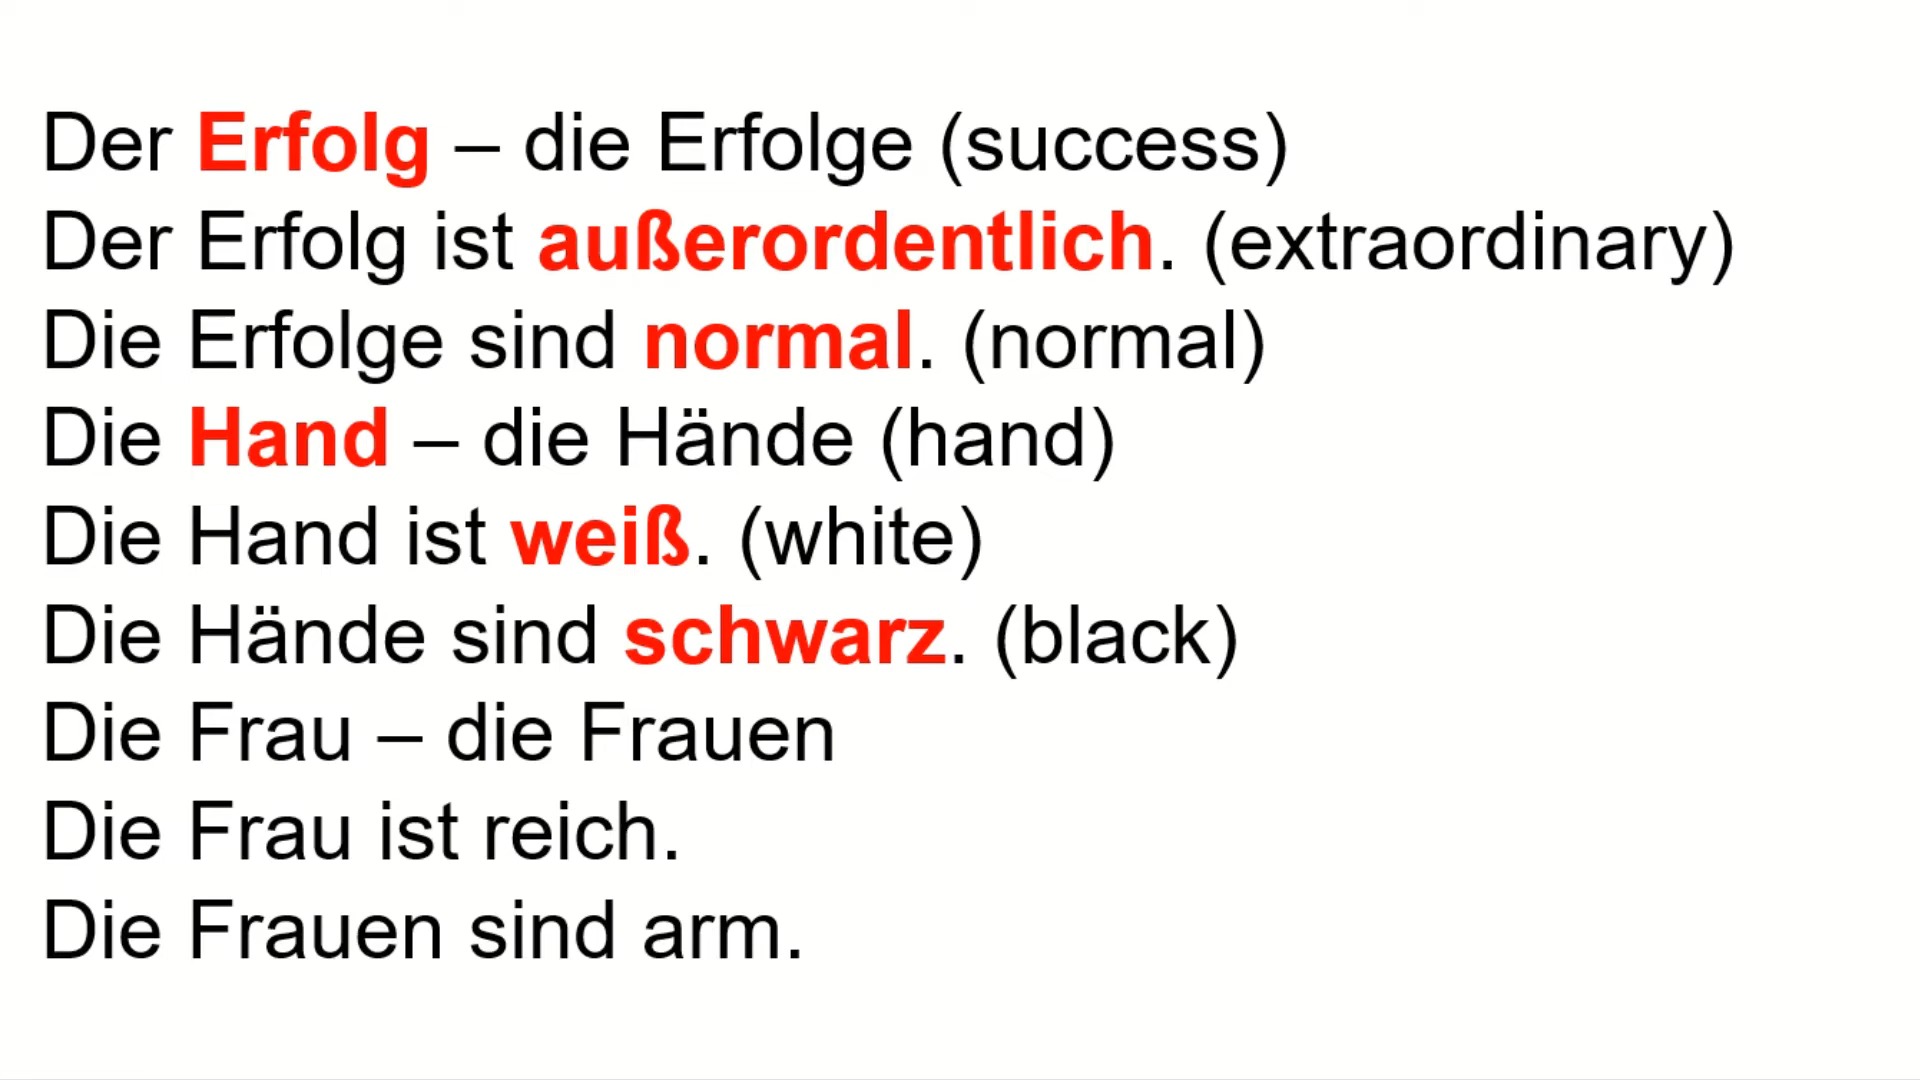 Der Erfolg – die Erfolge (success)
Der Erfolg ist außerordentlich. (extraordinary)
Die Erfolge sind normal. (normal)
Die Hand – die Hände (hand)
Die Hand ist weiß. (white)
Die Hände sind schwarz. (black)
Die Frau – die Frauen
Die Frau ist reich.
Die Frauen sind arm.